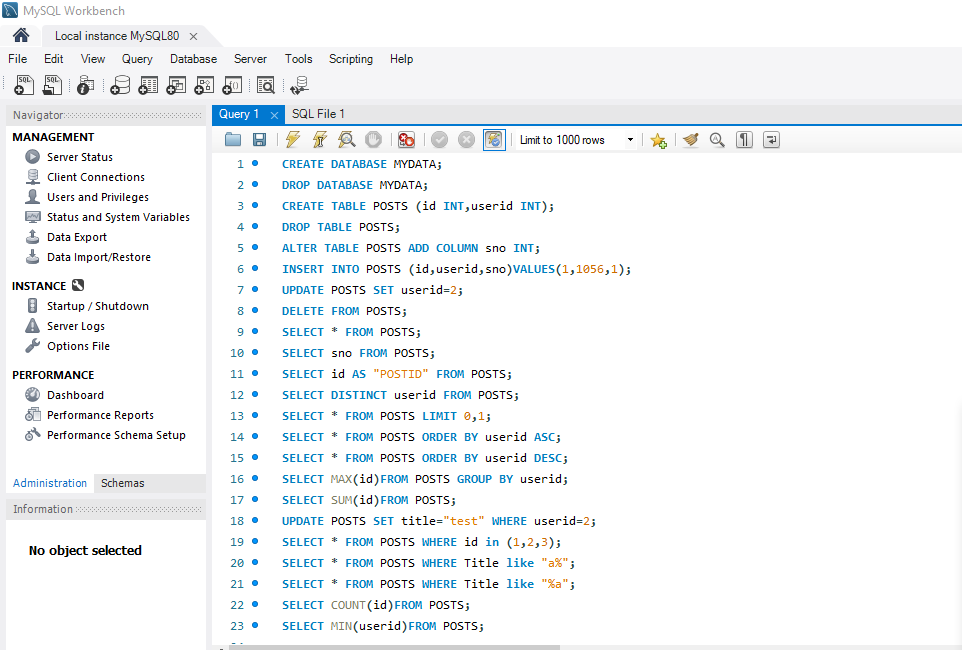 MySQL Workbench
Local instance MySQL80 ×
File Edit View Query Database Server Tools Scripting Help
Navigator
MANAGEMENT
Server Status
Client Connections
Users and Privileges
Status and System Variables
Data Export
Data Import/Restore
INSTANCE
Startup / Shutdown
Server Logs
Options File
PERFORMANCE
Dashboard
Performance Reports
Performance Schema Setup
Administration Schemas
Information
No object selected
Query 1 × SQL File 1
Limit to 1000 rows
1 CREATE DATABASE MYDATA;
2 DROP DATABASE MYDATA;
3 CREATE TABLE POSTS (id INT,userid INT);
4 DROP TABLE POSTS;
5 ALTER TABLE POSTS ADD COLUMN sno INT;
6 INSERT INTO POSTS (id,userid,sno)VALUES(1,1056,1);
7 UPDATE POSTS SET userid=2;
8 DELETE FROM POSTS;
9 SELECT * FROM POSTS;
10 SELECT sno FROM POSTS;
11 SELECT id AS "POSTID" FROM POSTS;
12 SELECT DISTINCT userid FROM POSTS;
13 SELECT * FROM POSTS LIMIT 0,1;
14 SELECT * FROM POSTS ORDER BY userid ASC;
15 SELECT * FROM POSTS ORDER BY userid DESC;
16 SELECT MAX(id)FROM POSTS GROUP BY userid;
17 SELECT SUM(id)FROM POSTS;
18 UPDATE POSTS SET title="test" WHERE userid=2;
19 SELECT * FROM POSTS WHERE id in (1,2,3);
20 SELECT * FROM POSTS WHERE Title like "a%";
21 SELECT * FROM POSTS WHERE Title like "%a";
22 SELECT COUNT(id)FROM POSTS;
23 SELECT MIN(userid)FROM POSTS;